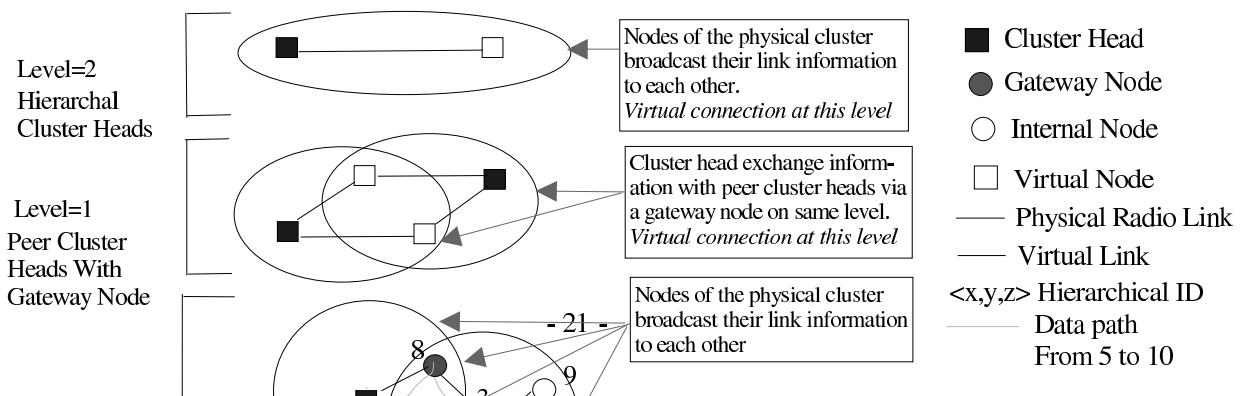 Level=2
Hierarchal
Cluster Heads
Nodes of the physical cluster
broadcast their link information
to each other.
Virtual connection at this level
Level=1
Peer Cluster
Heads With
Gateway Node
Cluster head exchange inform-
ation with peer cluster heads via
a gateway node on same level.
Virtual connection at this level
Nodes of the physical cluster
broadcast their link information
to each other
- 21 -
8
9
3
Cluster Head
Gateway Node
Internal Node
Virtual Node
Physical Radio Link
Virtual Link
<x,y,z> Hierarchical ID
Data path
From 5 to 10